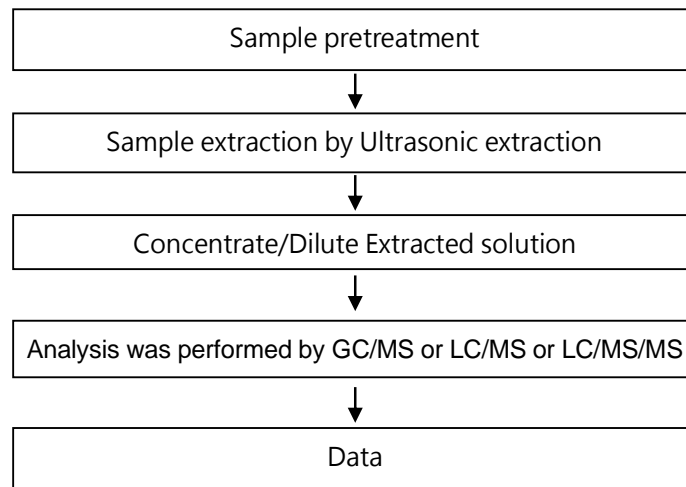 Sample pretreatment
Sample extraction by Ultrasonic extraction
Concentrate/Dilute Extracted solution
Analysis was performed by GC/MS or LC/MS or LC/MS/MS
Data